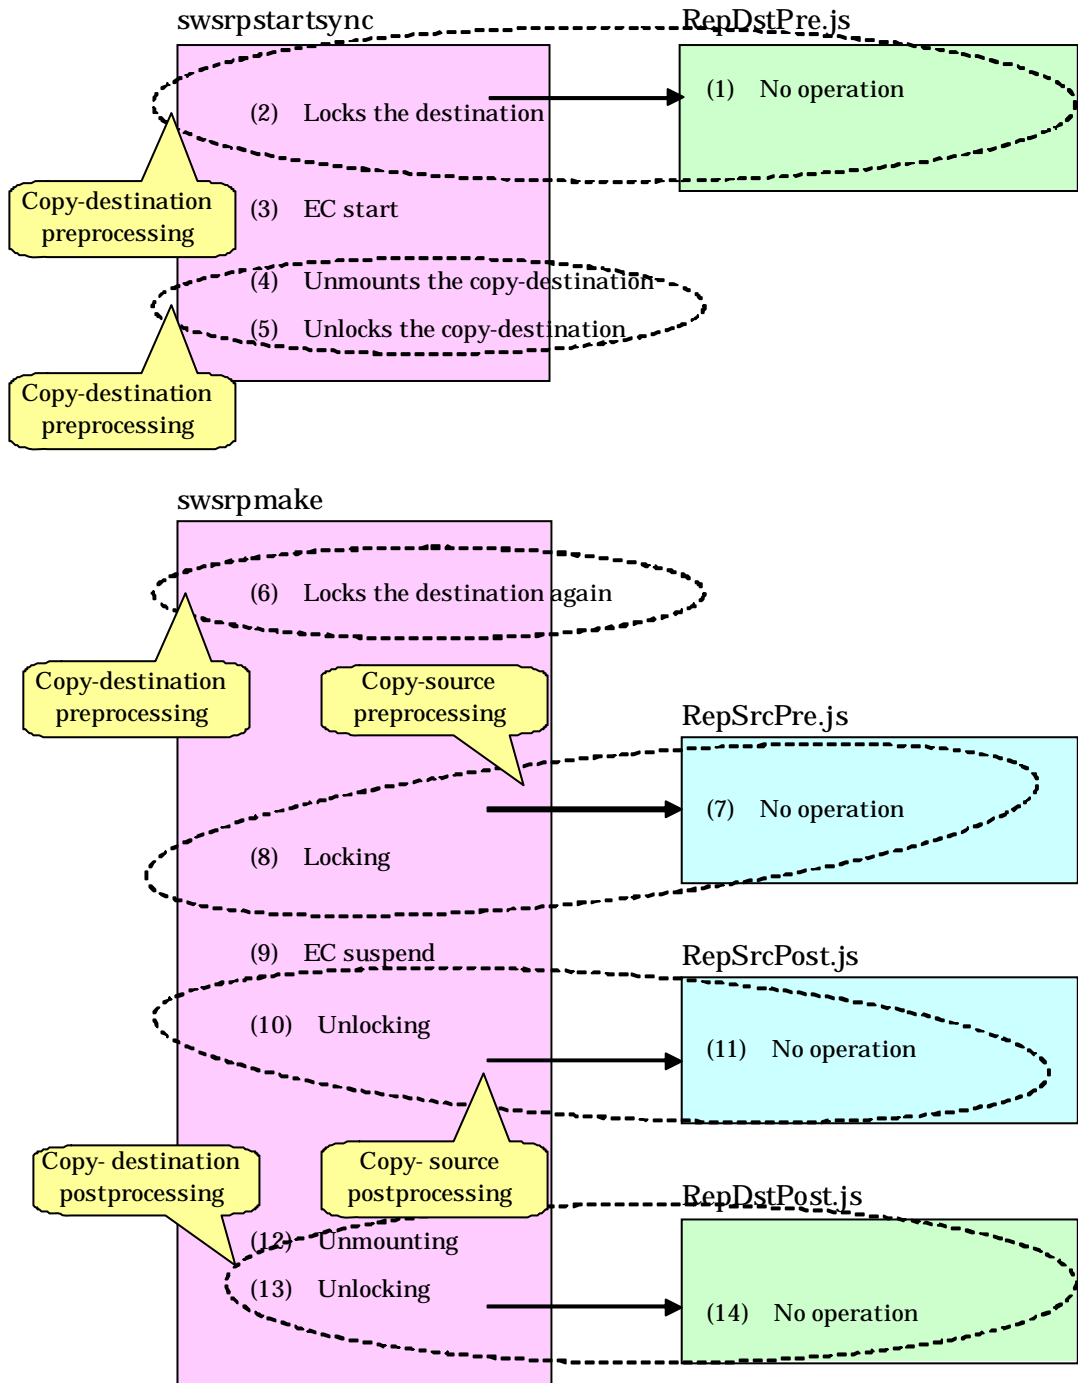 swsrpstartsync
RepDstPre.js
(1) No operation
(2) Locks the destination
Copy-destination
preprocessing
(3) EC start
(4) Unmounts the copy-destination
(5) Unlocks the copy-destination
Copy-destination
preprocessing
swsrpmake
(6) Locks the destination again
Copy-destination
preprocessing
Copy-source
preprocessing
RepSrcPre.js
(7) No operation
(8) Locking
(9) EC suspend
RepSrcPost.js
(10) Unlocking
(11) No operation
Copy- destination
postprocessing
Copy- source
postprocessing
RepDstPost.js
(12) Unmounting
(13) Unlocking
(14) No operation